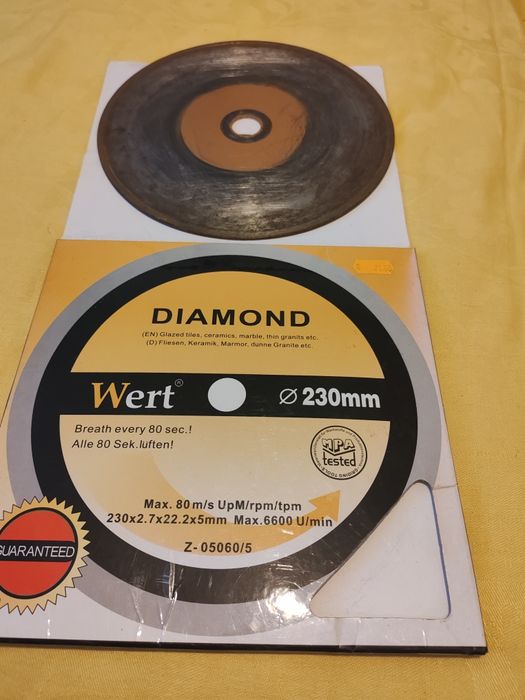 DIAMOND
(EN) Glazed tiles, ceramics, marble, thin granits etc.
(D) Fliesen, Keramik, Marmor, dunne Granite etc.
Wert®
Ø 230mm
Breath every 80 sec.!
Alle 80 Sek.luften!
MPA
tested
Max. 80 m/s UpM/rpm/tpm
230x2.7x22.2x5mm Max.6600 U/min
Z- 05060/5
GUARANTEED